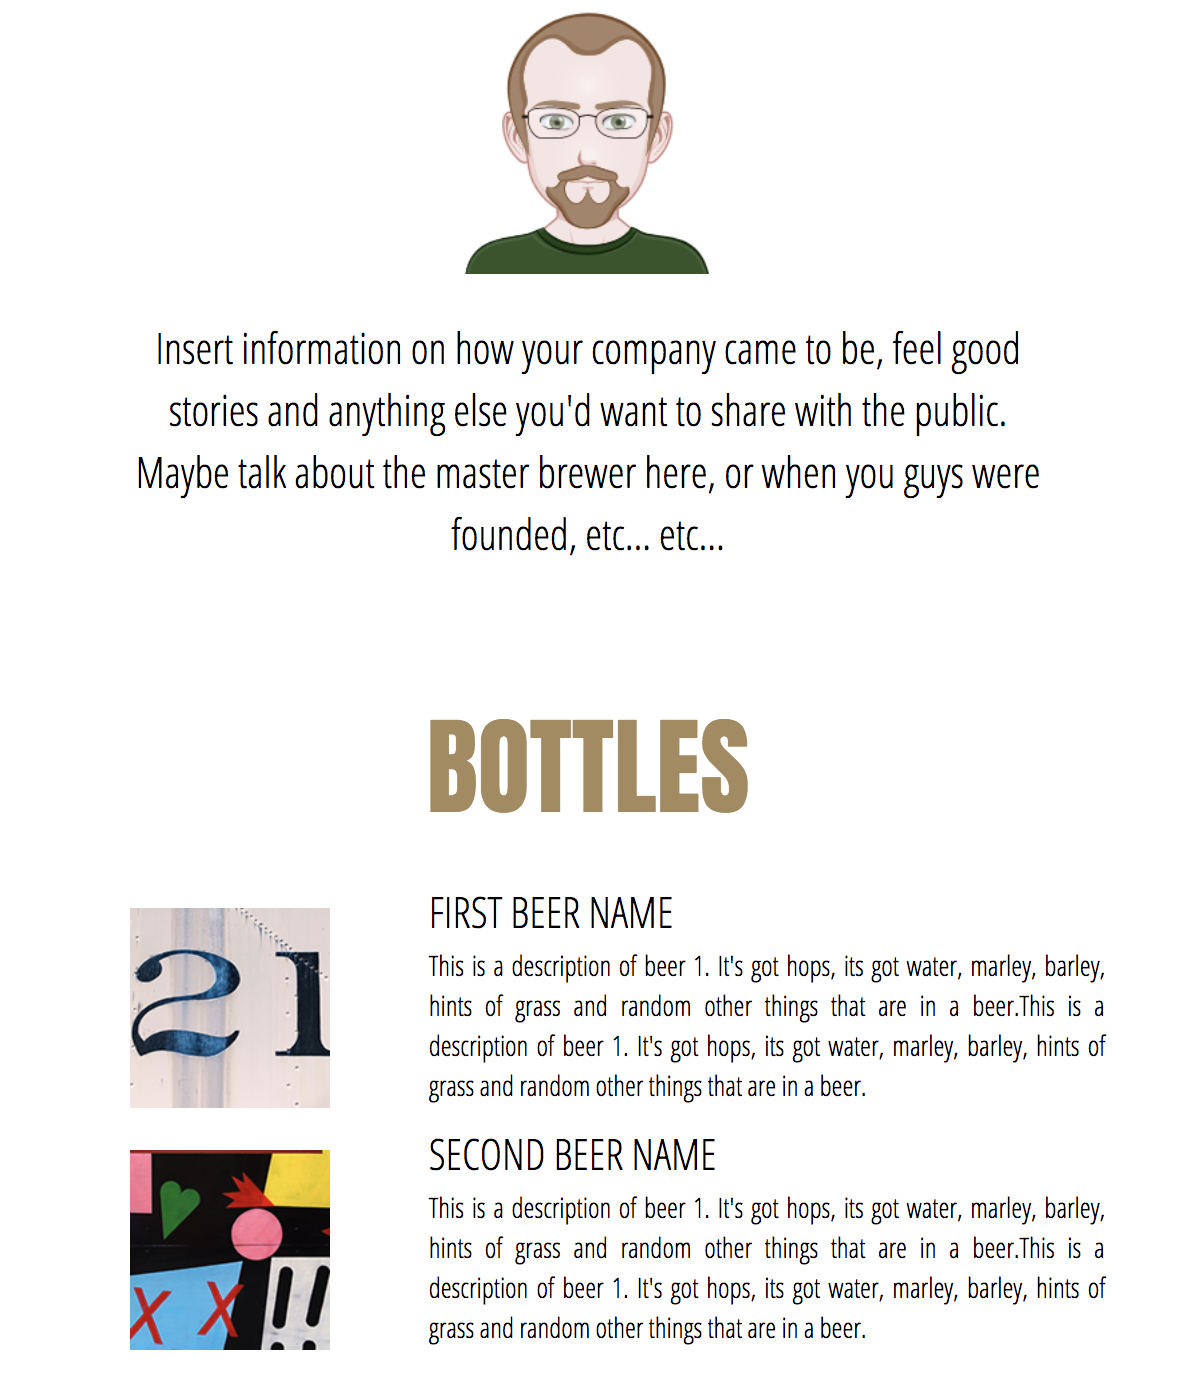 Insert information on how your company came to be, feel good
stories and anything else you'd want to share with the public.
Maybe talk about the master brewer here, or when you guys were
founded, etc... etc...
BOTTLES
21
FIRST BEER NAME
This is a description of beer 1. It's got hops, its got water, marley, barley,
hints of grass and random other things that are in a beer.This is a
description of beer 1. It's got hops, its got water, marley, barley, hints of
grass and random other things that are in a beer.
X X
SECOND BEER NAME
This is a description of beer 1. It's got hops, its got water, marley, barley,
hints of grass and random other things that are in a beer.This is a
description of beer 1. It's got hops, its got water, marley, barley, hints of
grass and random other things that are in a beer.